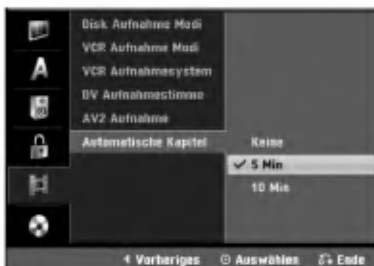 Disk Aufnahme Modi
VCR Aufnahme Modi
VCR Aufnahmesystem
DV Aufnahmestimme
AV2 Aufnahme
Automatische Kapitel
Keine
✓ 5 Min
10 Min
A
Vorheriges Auswählen Ende